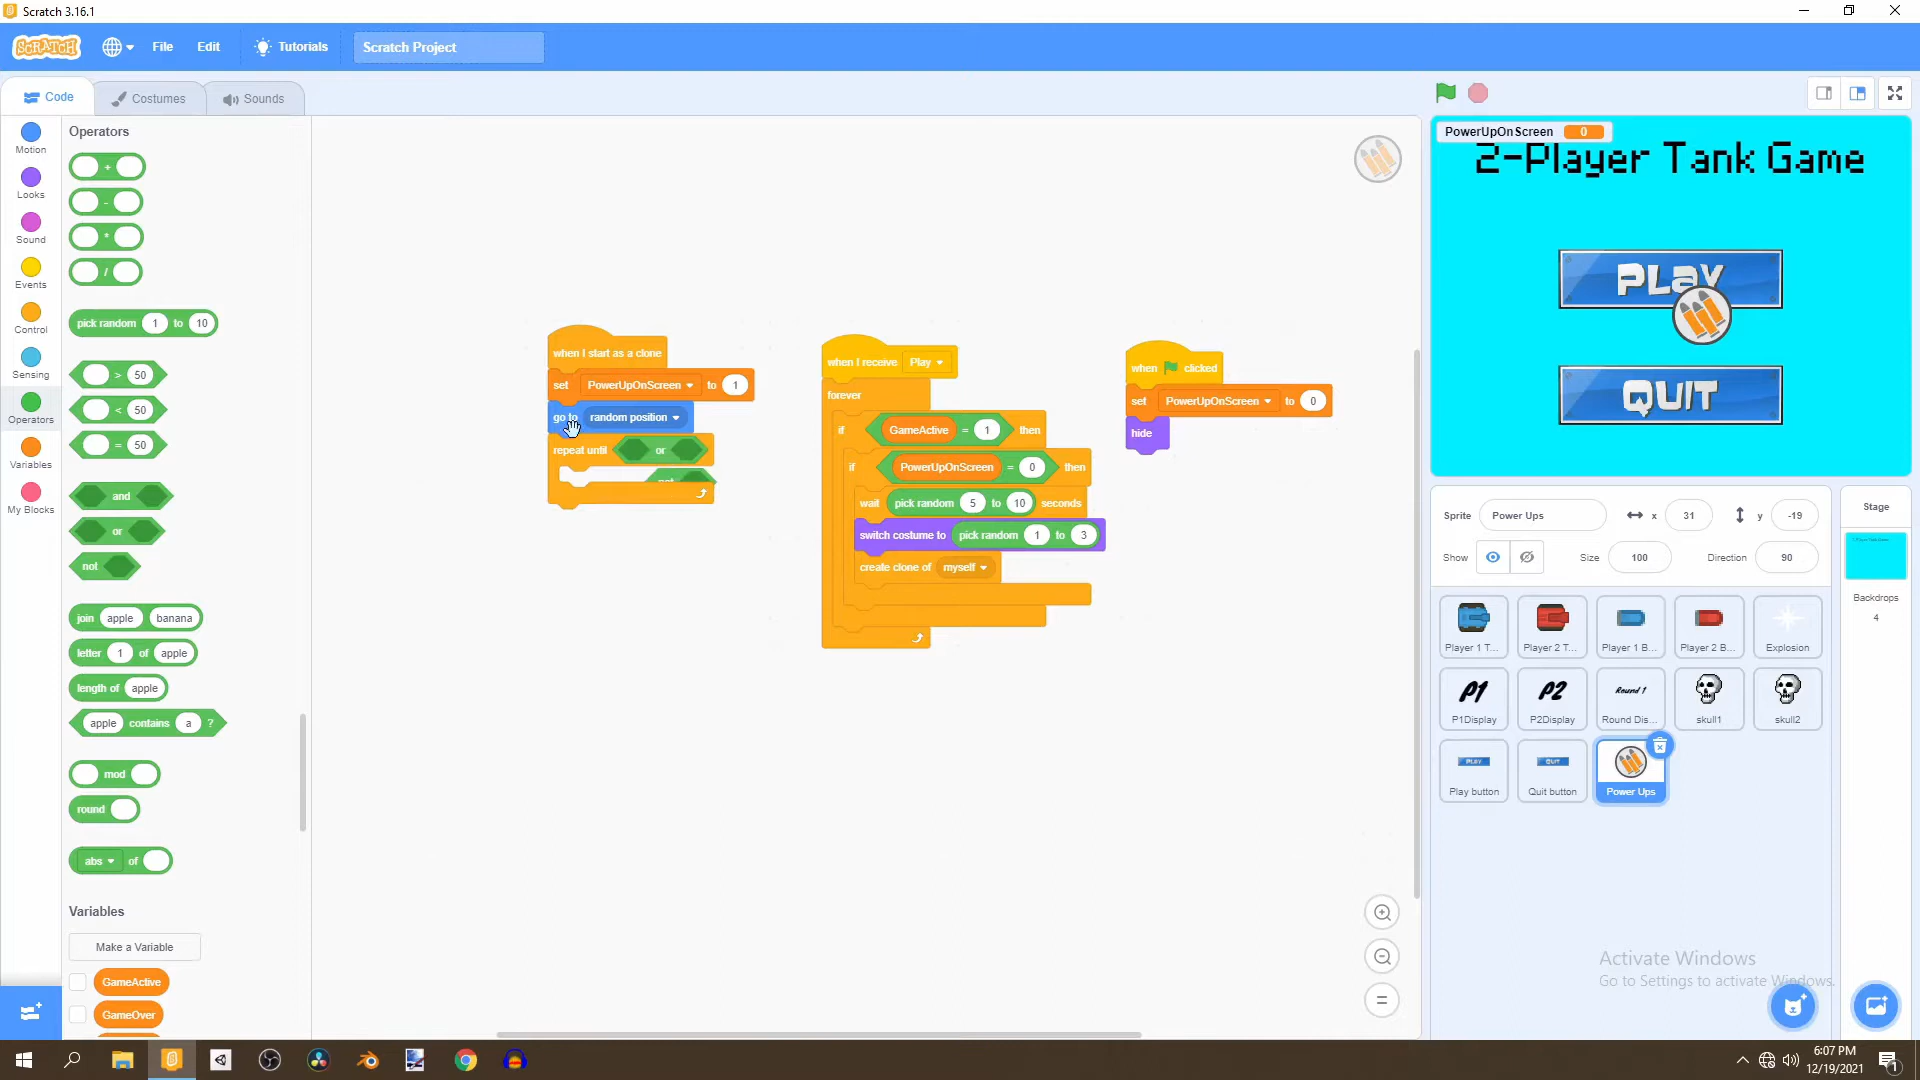 Scratch 3.16.1
SCRATCH File Edit Tutorials Scratch Project
Code Costumes Sounds
Motion
Looks
Sound
Events
Control
Sensing
Operators
Variables
My Blocks
Operators
+
-
*
/
pick random 1 to 10
> 50
< 50
= 50
and
or
not
join apple banana
letter 1 of apple
length of apple
apple contains a ?
mod
round
abs of
Variables
Make a Variable
GameActive
GameOver
when I start as a clone
set PowerUpOnScreen to 1
go to random position
repeat until or
not
when I receive Play
forever
if GameActive = 1 then
if PowerUpOnScreen = 0 then
wait pick random 5 to 10 seconds
switch costume to pick random 1 to 3
create clone of myself
when clicked
set PowerUpOnScreen to 0
hide
PowerUpOnScreen 0
2-Player Tank Game
PLAY
QUIT
Sprite Power Ups x 31 y -19
Show Size 100 Direction 90
Player 1 T... Player 2 T... Player 1 B... Player 2 B... Explosion
P1 P2 Round 1
P1Display P2Display Round Dis... skull1 skull2
PLAY QUIT
Play button Quit button Power Ups
Stage
Backdrops
4
Activate Windows
Go to Settings to activate Windows.
6:07 PM
12/19/2021
1